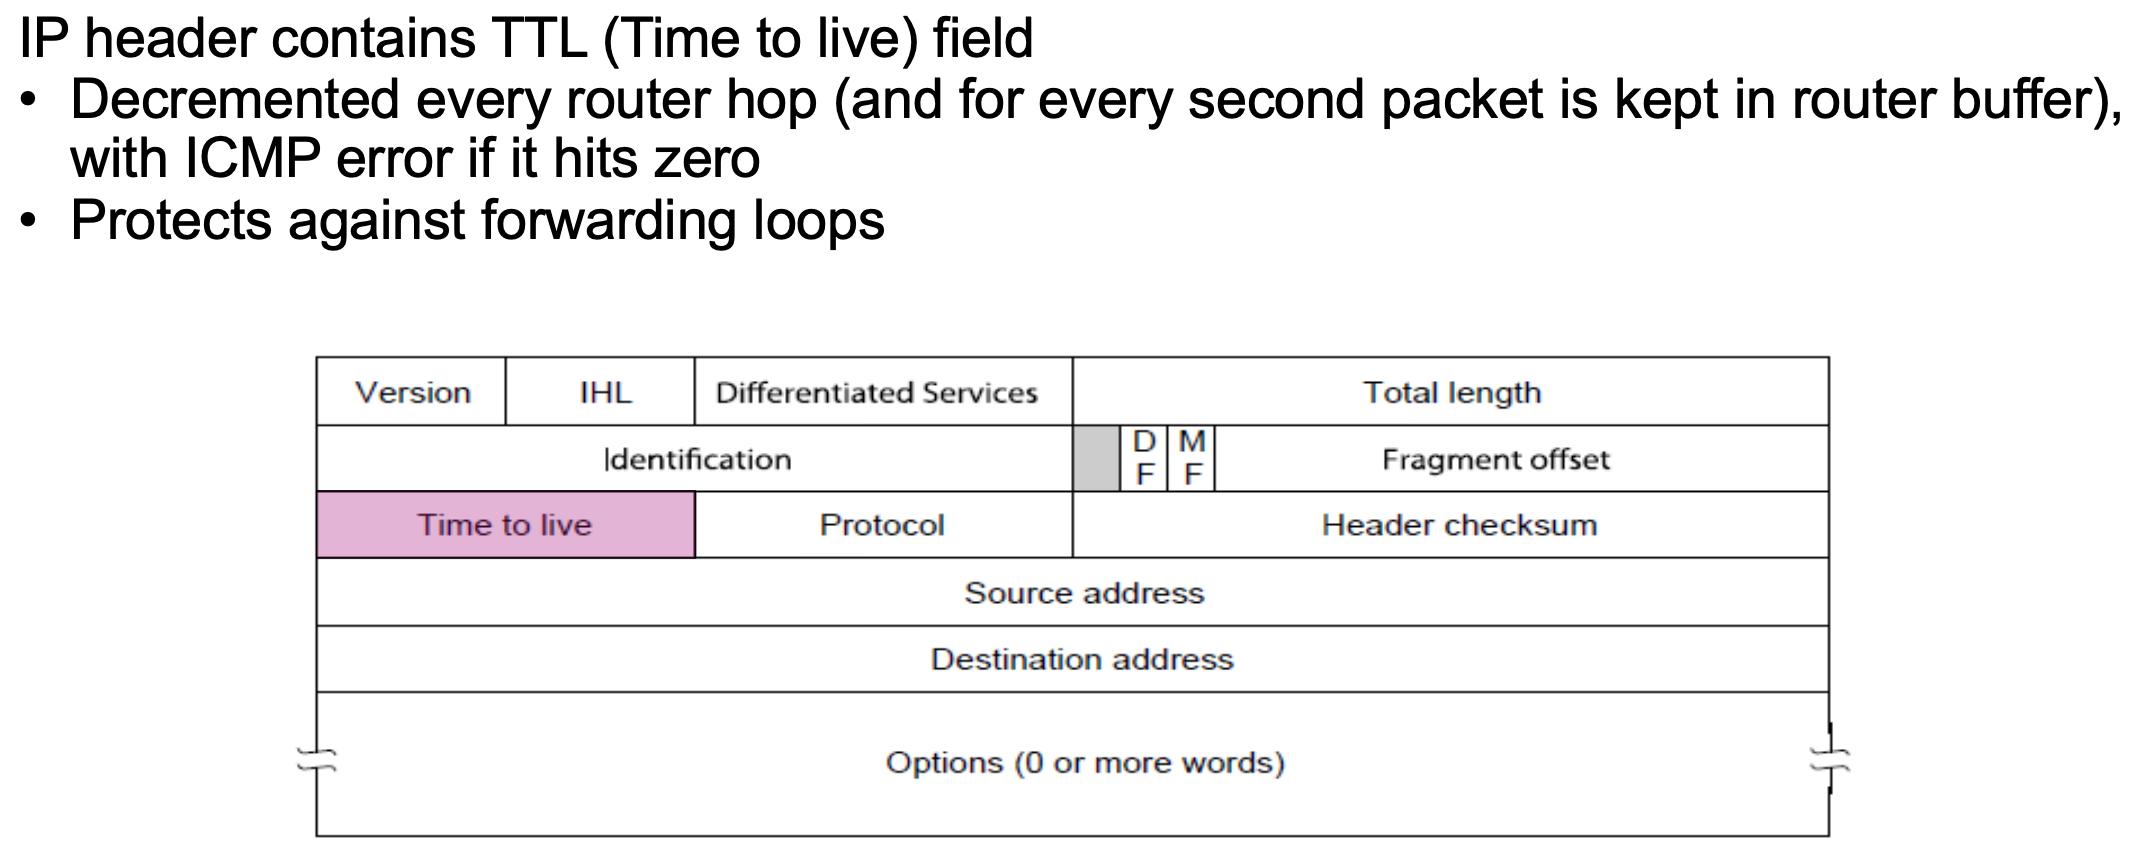 IP header contains TTL (Time to live) field
• Decremented every router hop (and for every second packet is kept in router buffer),
with ICMP error if it hits zero
• Protects against forwarding loops
Version IHL Differentiated Services Total length
Identification DF MF Fragment offset
Time to live Protocol Header checksum
Source address
Destination address
Options (0 or more words)